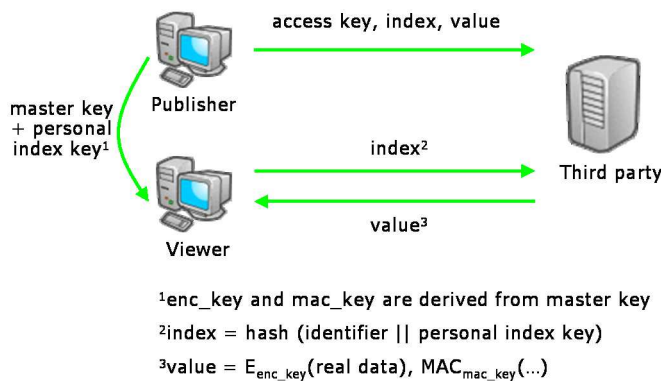 access key, index, value
Publisher
master key
+ personal
index key¹
index²
Third party
value³
Viewer
¹enc_key and mac_key are derived from master key
²index = hash (identifier || personal index key)
³value = E_enc_key(real data), MAC_mac_key(...)